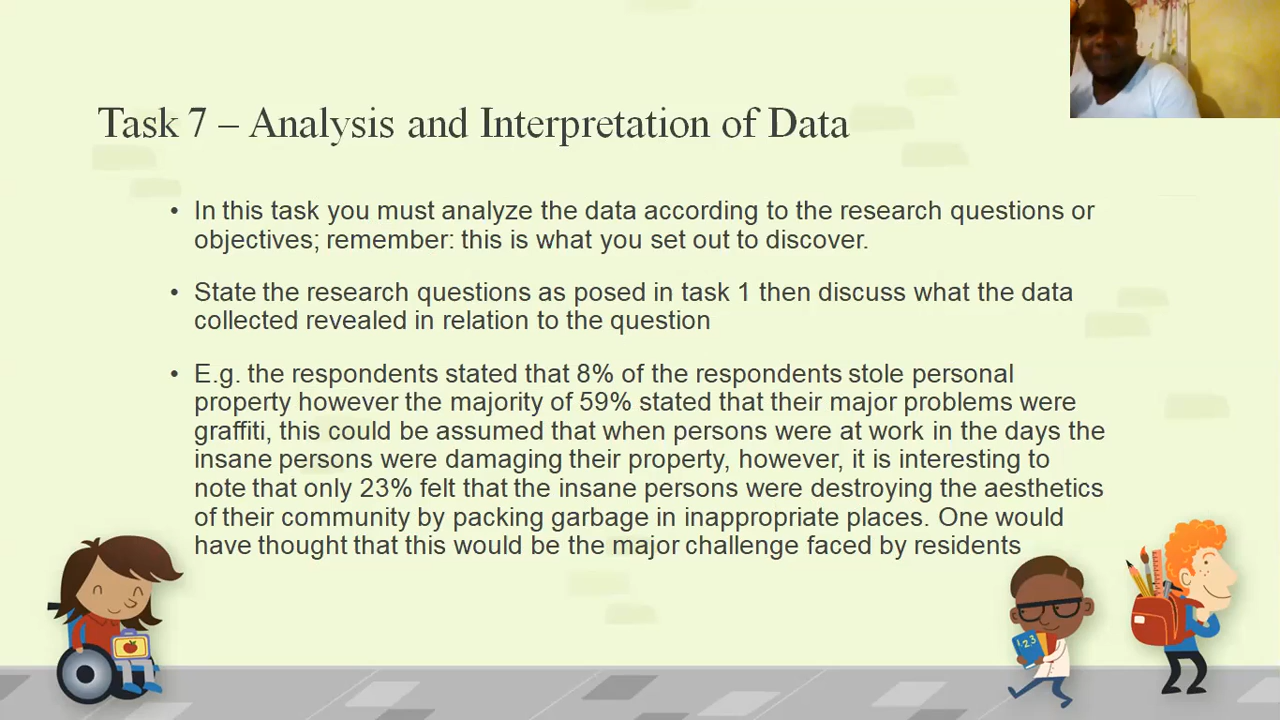 Task 7 – Analysis and Interpretation of Data
• In this task you must analyze the data according to the research questions or
objectives; remember: this is what you set out to discover.
• State the research questions as posed in task 1 then discuss what the data
collected revealed in relation to the question
• E.g. the respondents stated that 8% of the respondents stole personal
property however the majority of 59% stated that their major problems were
graffiti, this could be assumed that when persons were at work in the days the
insane persons were damaging their property, however, it is interesting to
note that only 23% felt that the insane persons were destroying the aesthetics
of their community by packing garbage in inappropriate places. One would
have thought that this would be the major challenge faced by residents
1 2 3